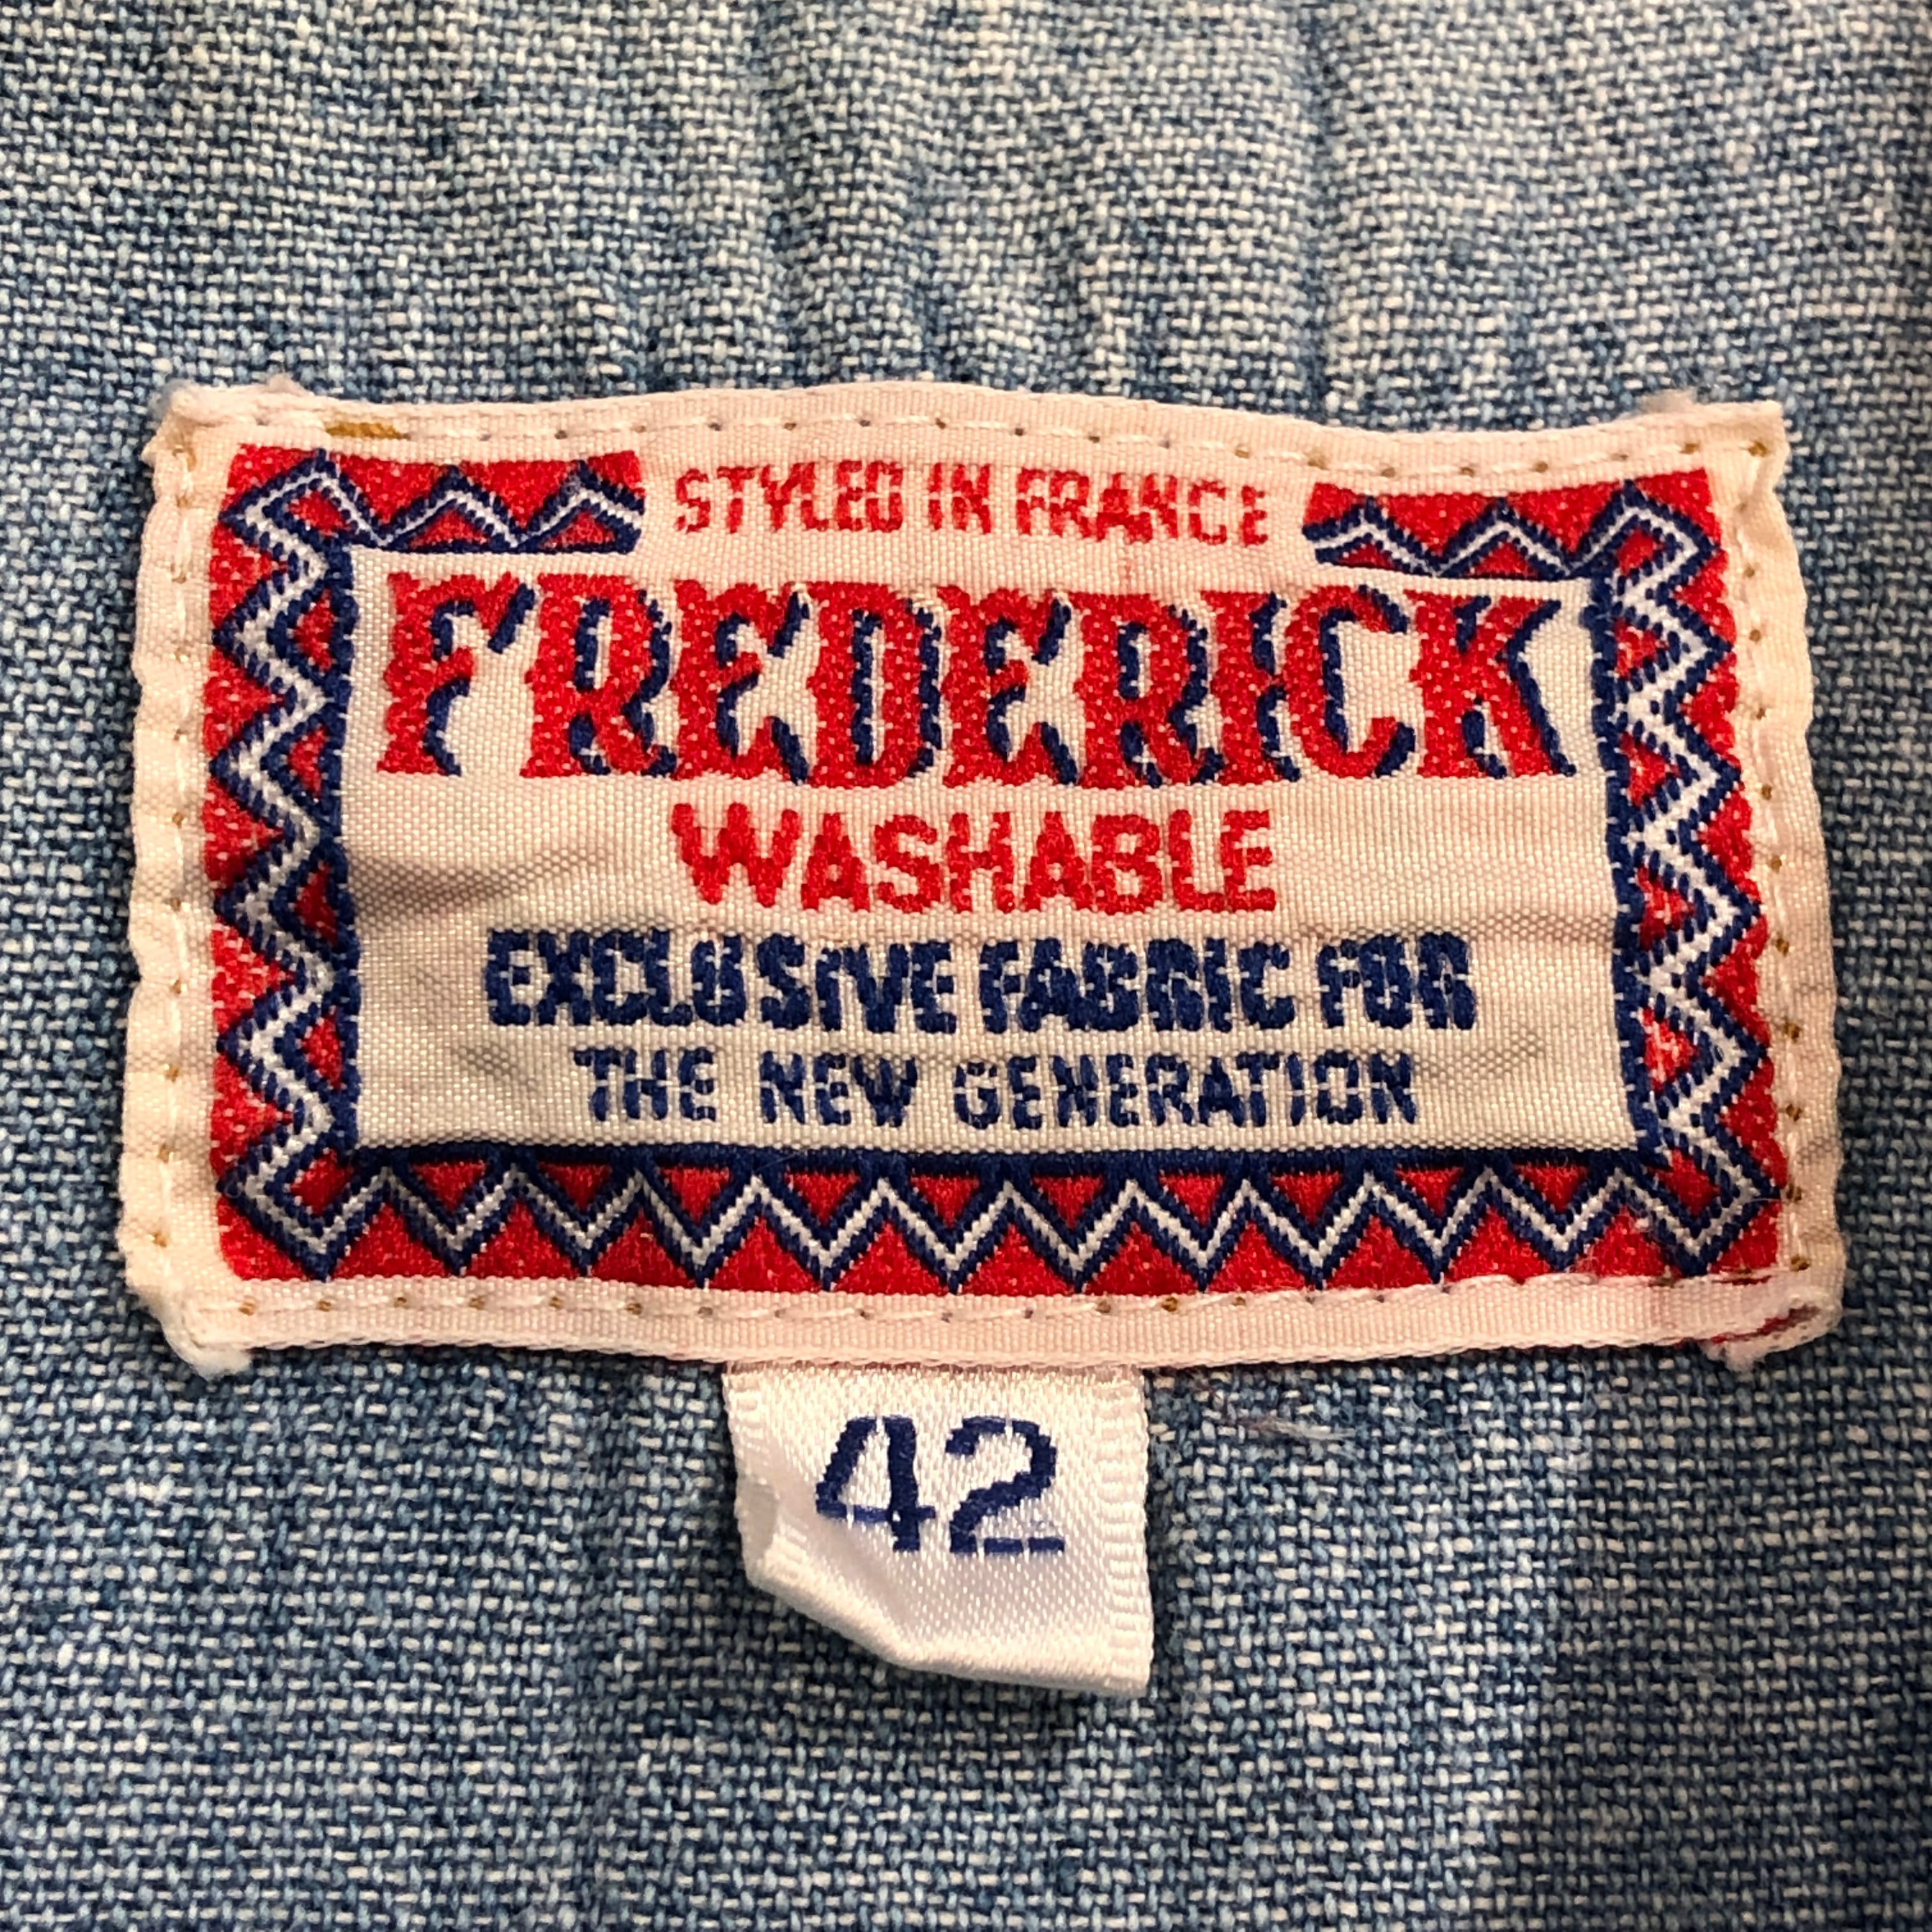 STYLED IN FRANCE
FREDERICK
WASHABLE
EXCLUSIVE FABRIC FOR
THE NEW GENERATION
42